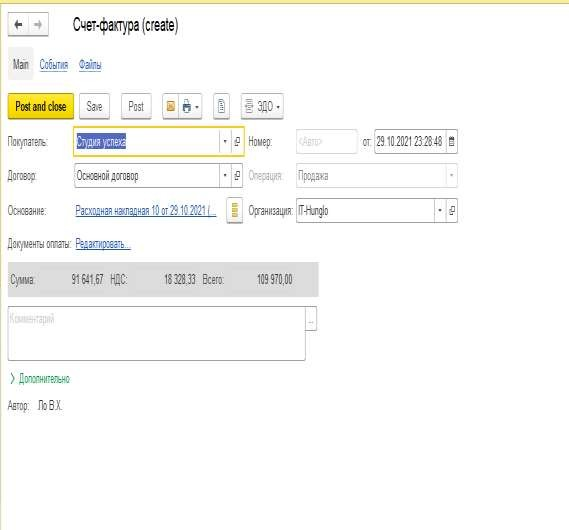 Счет-фактура (create)
Main События Файлы
Post and close Save Post ЭДО
Покупатель: Студия успеха Номер: <Авто> от: 29.10.2021 23:28:48
Договор: Основной договор Операция: Продажа
Основание: Расходная накладная 10 от 29.10.2021 (... Организация: IT-Hunglo
Документы оплаты: Редактировать...
Сумма: 91 641,67 НДС: 18 328,33 Всего: 109 970,00
Комментарий ...
Дополнительно
Автор: Ло В.Х.